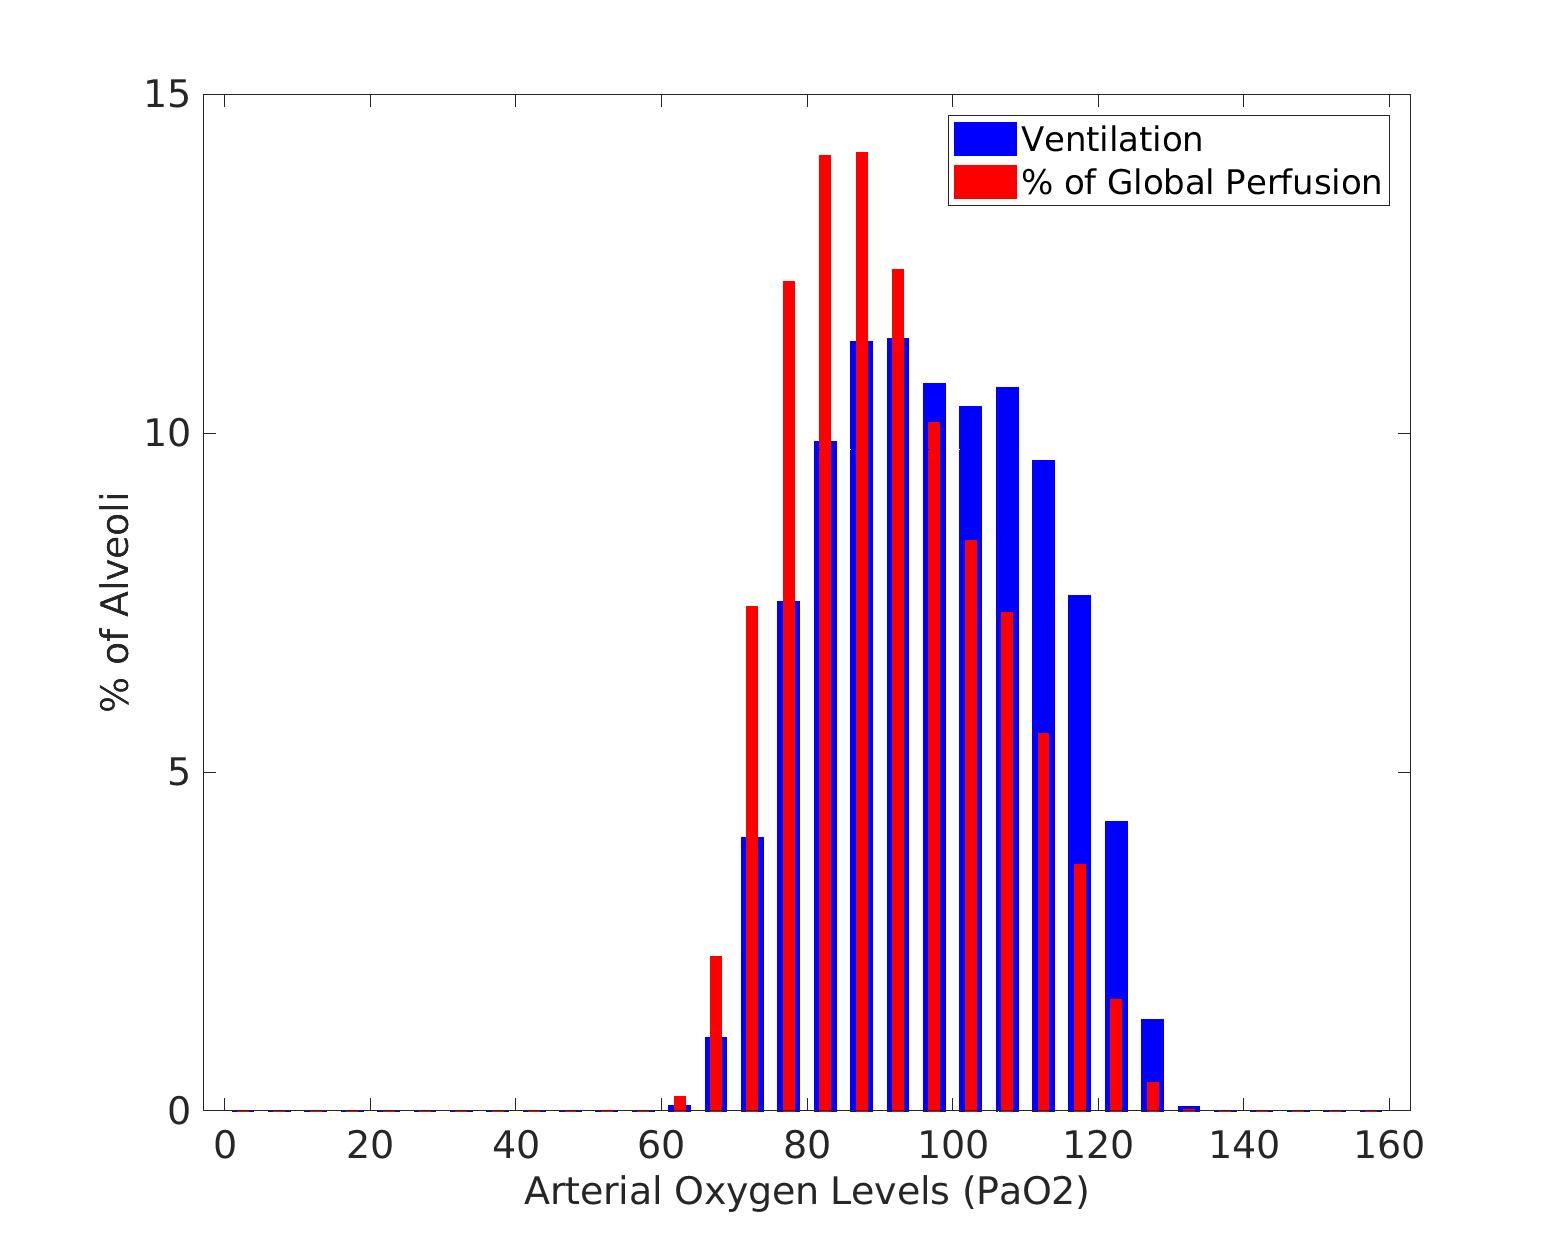 15
Ventilation
% of Global Perfusion
10
% of Alveoli
5
0
0 20 40 60 80 100 120 140 160
Arterial Oxygen Levels (PaO2)